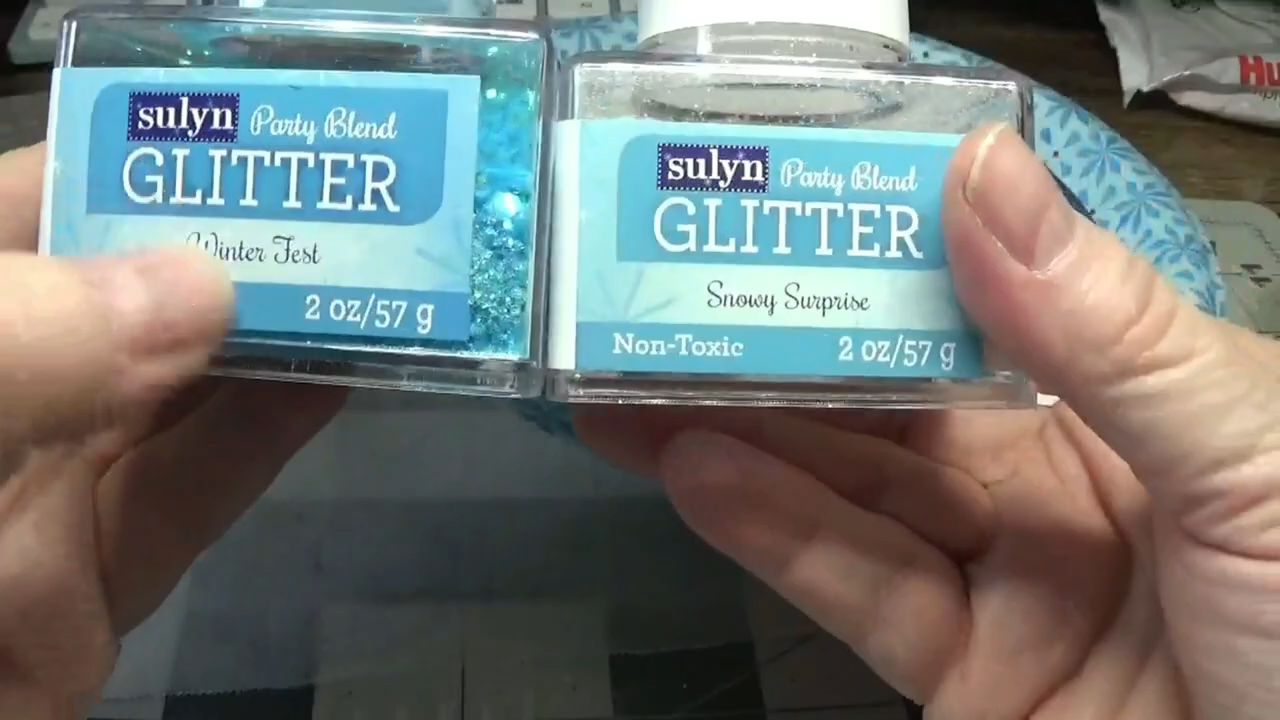 sulyn Party Blend
GLITTER
Winter Fest
2 oz/57 g
sulyn Party Blend
GLITTER
Snowy Surprise
Non-Toxic 2 oz/57 g